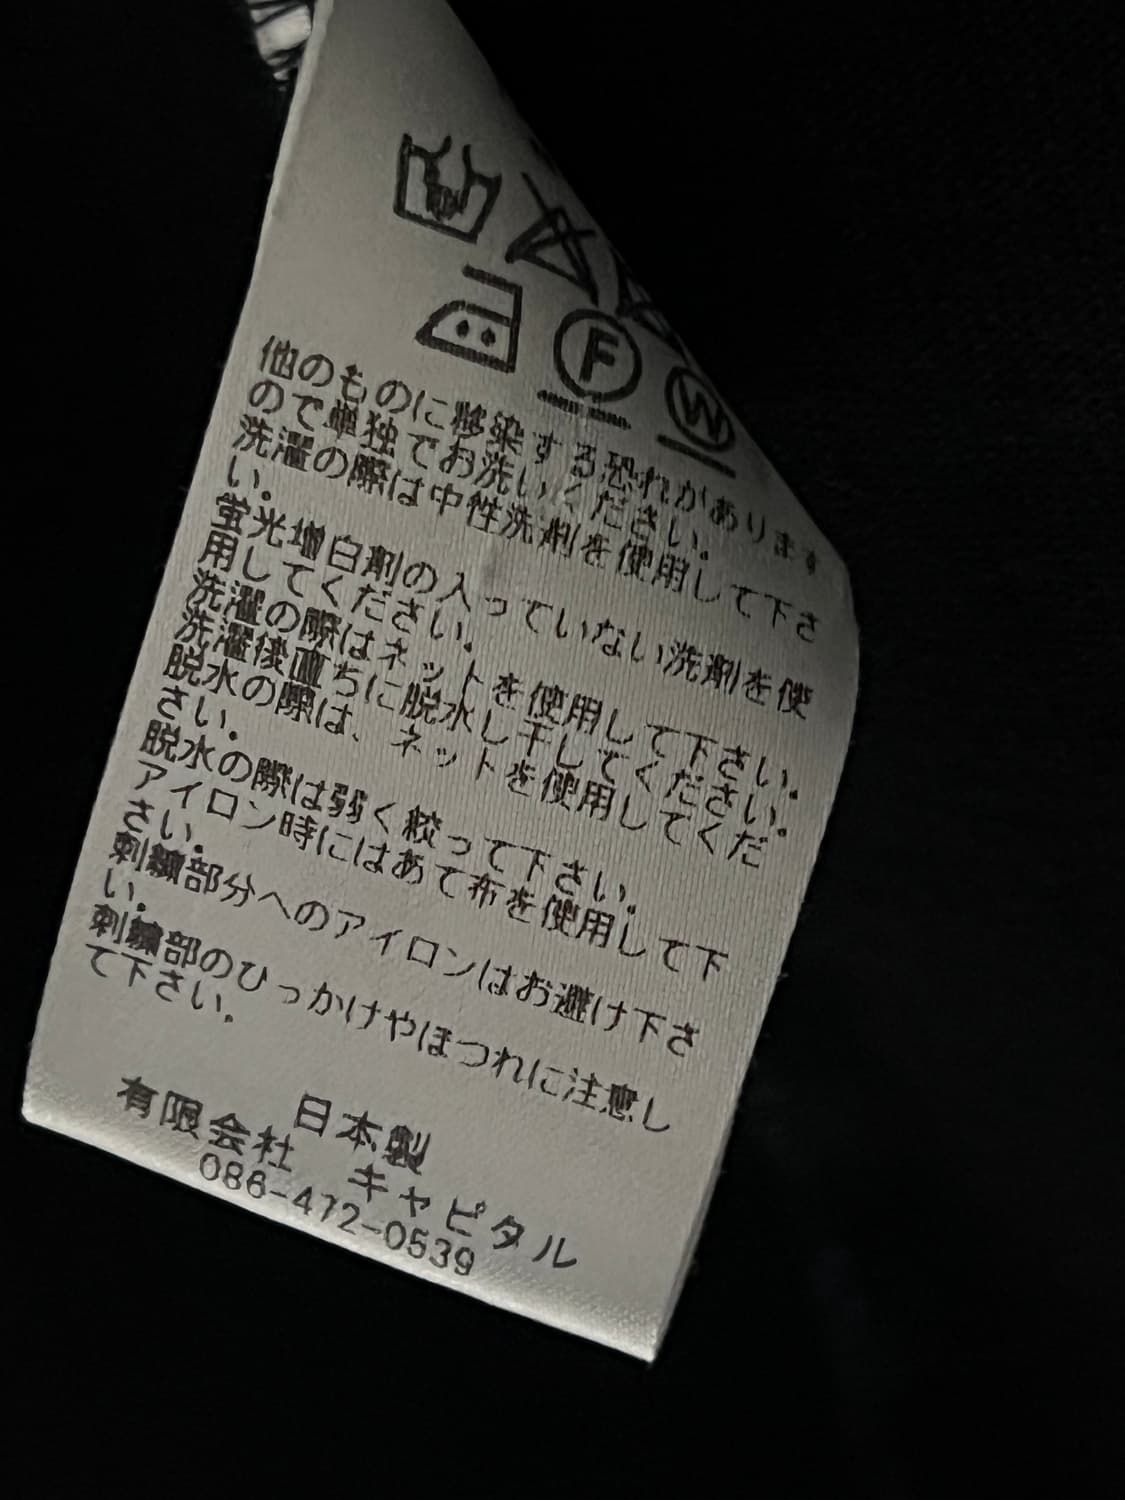 F W
他のものに移染する恐れがあります
ので単独でお洗いください。
洗濯の際は中性洗剤を使用して下さ
い。
蛍光増白剤の入っていない洗剤を使
用してください。
洗濯の際はネットを使用して下さい。
洗濯後直ちに脱水し干してください。
脱水の際は、ネットを使用してくだ
さい。
脱水の際は弱く絞って下さい。
アイロン時にはあて布を使用して下
さい。
刺繍部分へのアイロンはお避け下さ
い。
刺繍部のひっかけやほつれに注意し
て下さい。
日本製
有限会社 キャピタル
086-472-0539